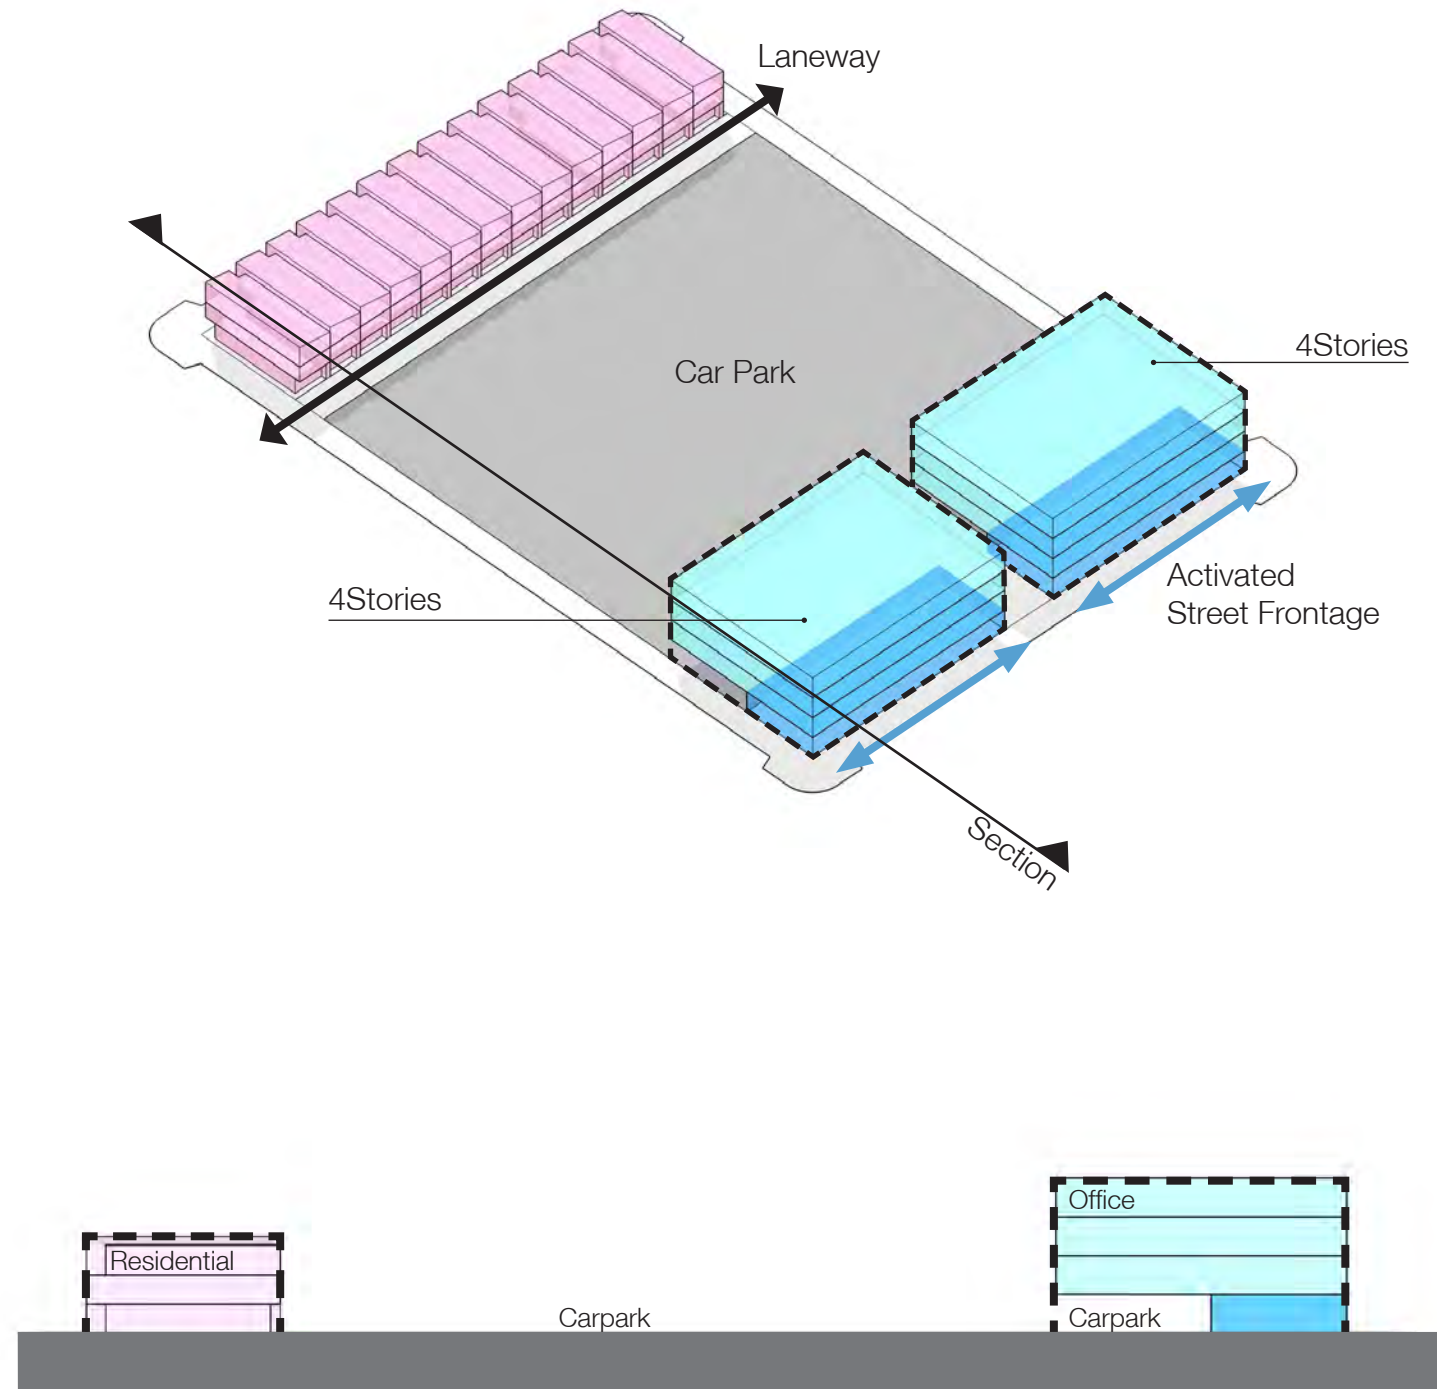 Laneway
4Stories
Car Park
4Stories
Activated
Street Frontage
Section
Office
Residential
Carpark
Carpark